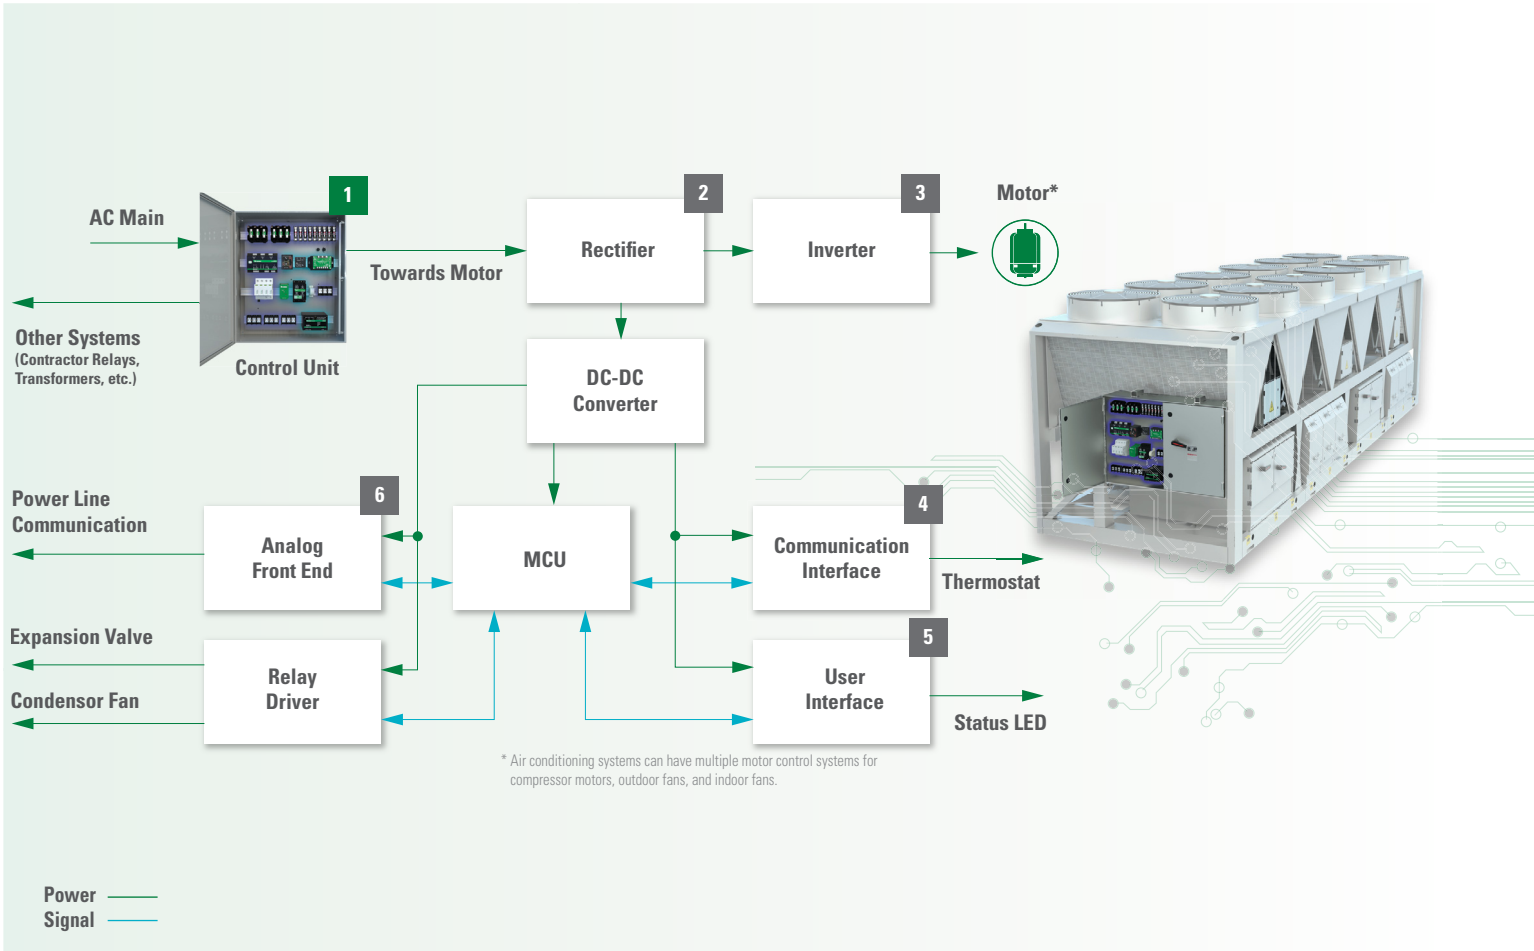 1
2
3
AC Main
Motor*
Rectifier
Inverter
Towards Motor
Other Systems
(Contractor Relays,
Transformers, etc.)
Control Unit
DC-DC
Converter
6
4
Power Line
Communication
Analog
Front End
MCU
Communication
Interface
Thermostat
5
Expansion Valve
Relay
Driver
User
Interface
Condensor Fan
Status LED
* Air conditioning systems can have multiple motor control systems for
compressor motors, outdoor fans, and indoor fans.
Power
Signal